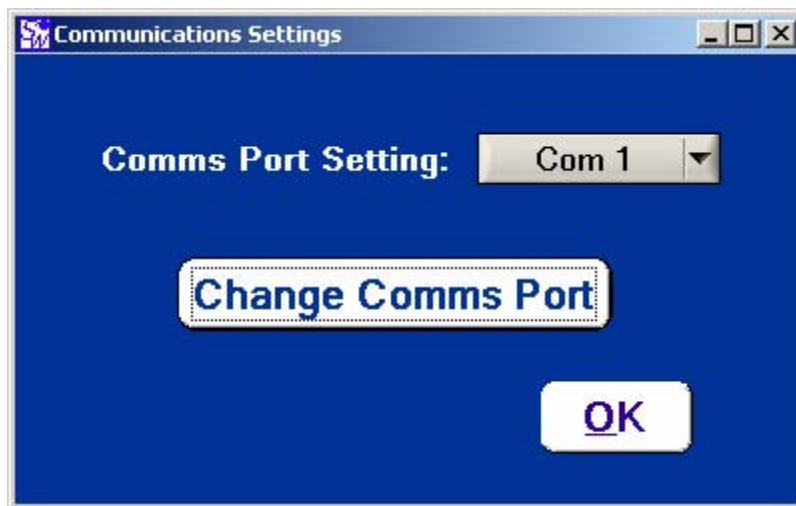 Communications Settings
Comms Port Setting: Com 1
Change Comms Port
OK